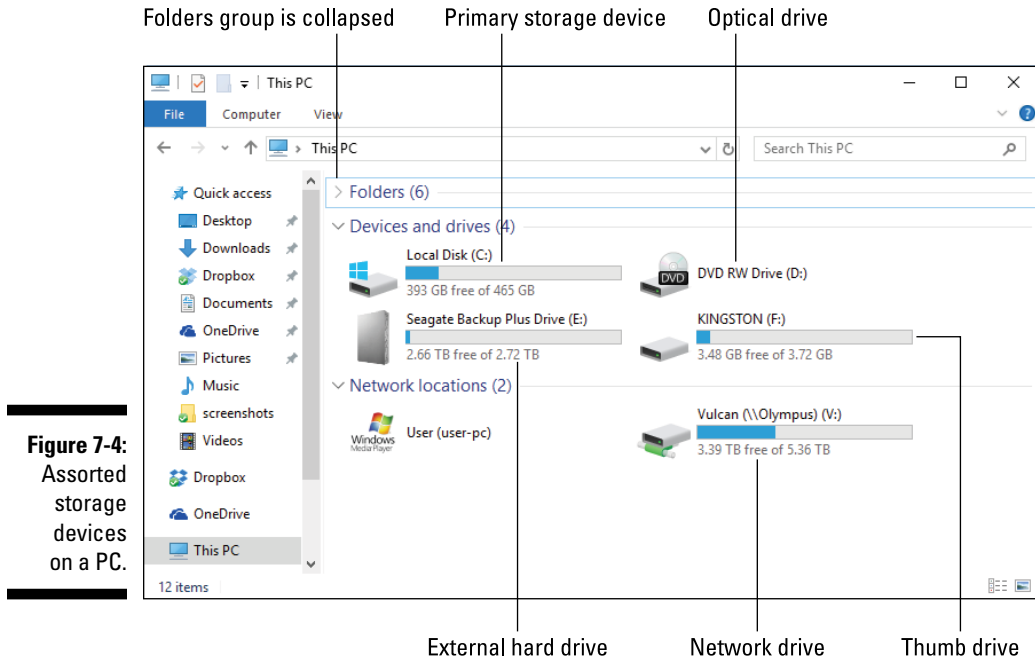 Folders group is collapsed
Primary storage device
Optical drive
This PC
File
Computer
View
This PC
Search This PC
Quick access
Desktop
Downloads
Dropbox
Documents
OneDrive
Pictures
Music
screenshots
Videos
Dropbox
OneDrive
This PC
Folders (6)
Devices and drives (4)
Local Disk (C:)
393 GB free of 465 GB
DVD
DVD RW Drive (D:)
Seagate Backup Plus Drive (E:)
2.66 TB free of 2.72 TB
KINGSTON (F:)
3.48 GB free of 3.72 GB
Network locations (2)
Windows
Media Player
User (user-pc)
Vulcan (\\Olympus) (V:)
3.39 TB free of 5.36 TB
12 items
Figure 7-4:
Assorted
storage
devices
on a PC.
External hard drive
Network drive
Thumb drive